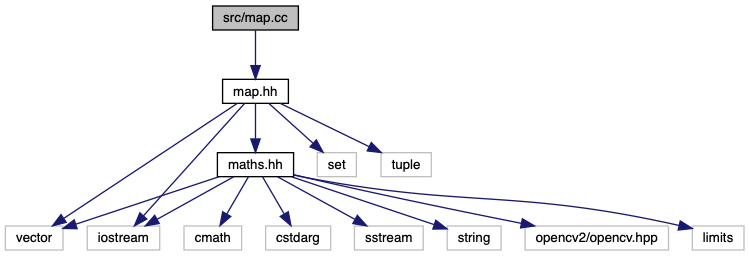 src/map.cc
map.hh
maths.hh
set
tuple
vector
iostream
cmath
cstdarg
sstream
string
opencv2/opencv.hpp
limits